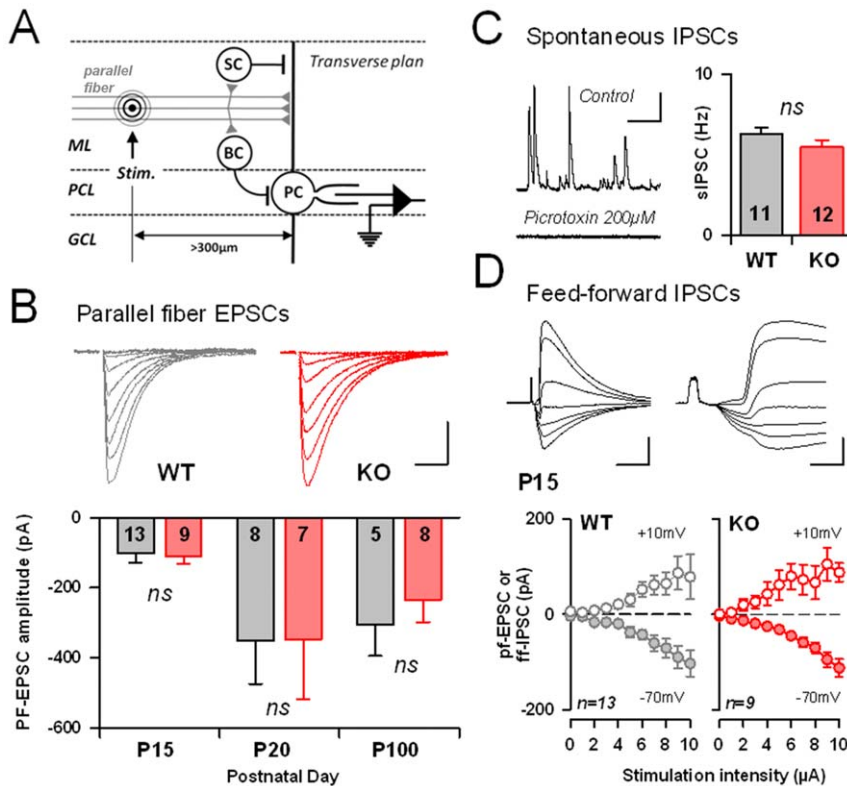 A
parallel fiber
SC
Transverse plan
ML
BC
Stim.
PCL
PC
GCL
>300µm
B
Parallel fiber EPSCs
WT
KO
PF-EPSC amplitude (pA)
0
-200
-400
-600
13
9
8
7
5
8
ns
ns
ns
P15
P20
P100
Postnatal Day
C
Spontaneous IPSCs
Control
Picrotoxin 200µM
sIPSC (Hz)
10
0
ns
11
12
WT
KO
D
Feed-forward IPSCs
P15
pf-EPSC or
ff-IPSC (pA)
200
0
-200
WT
+10mV
n=13
-70mV
KO
+10mV
n=9
-70mV
0 2 4 6 8 10
0 2 4 6 8 10
Stimulation intensity (µA)